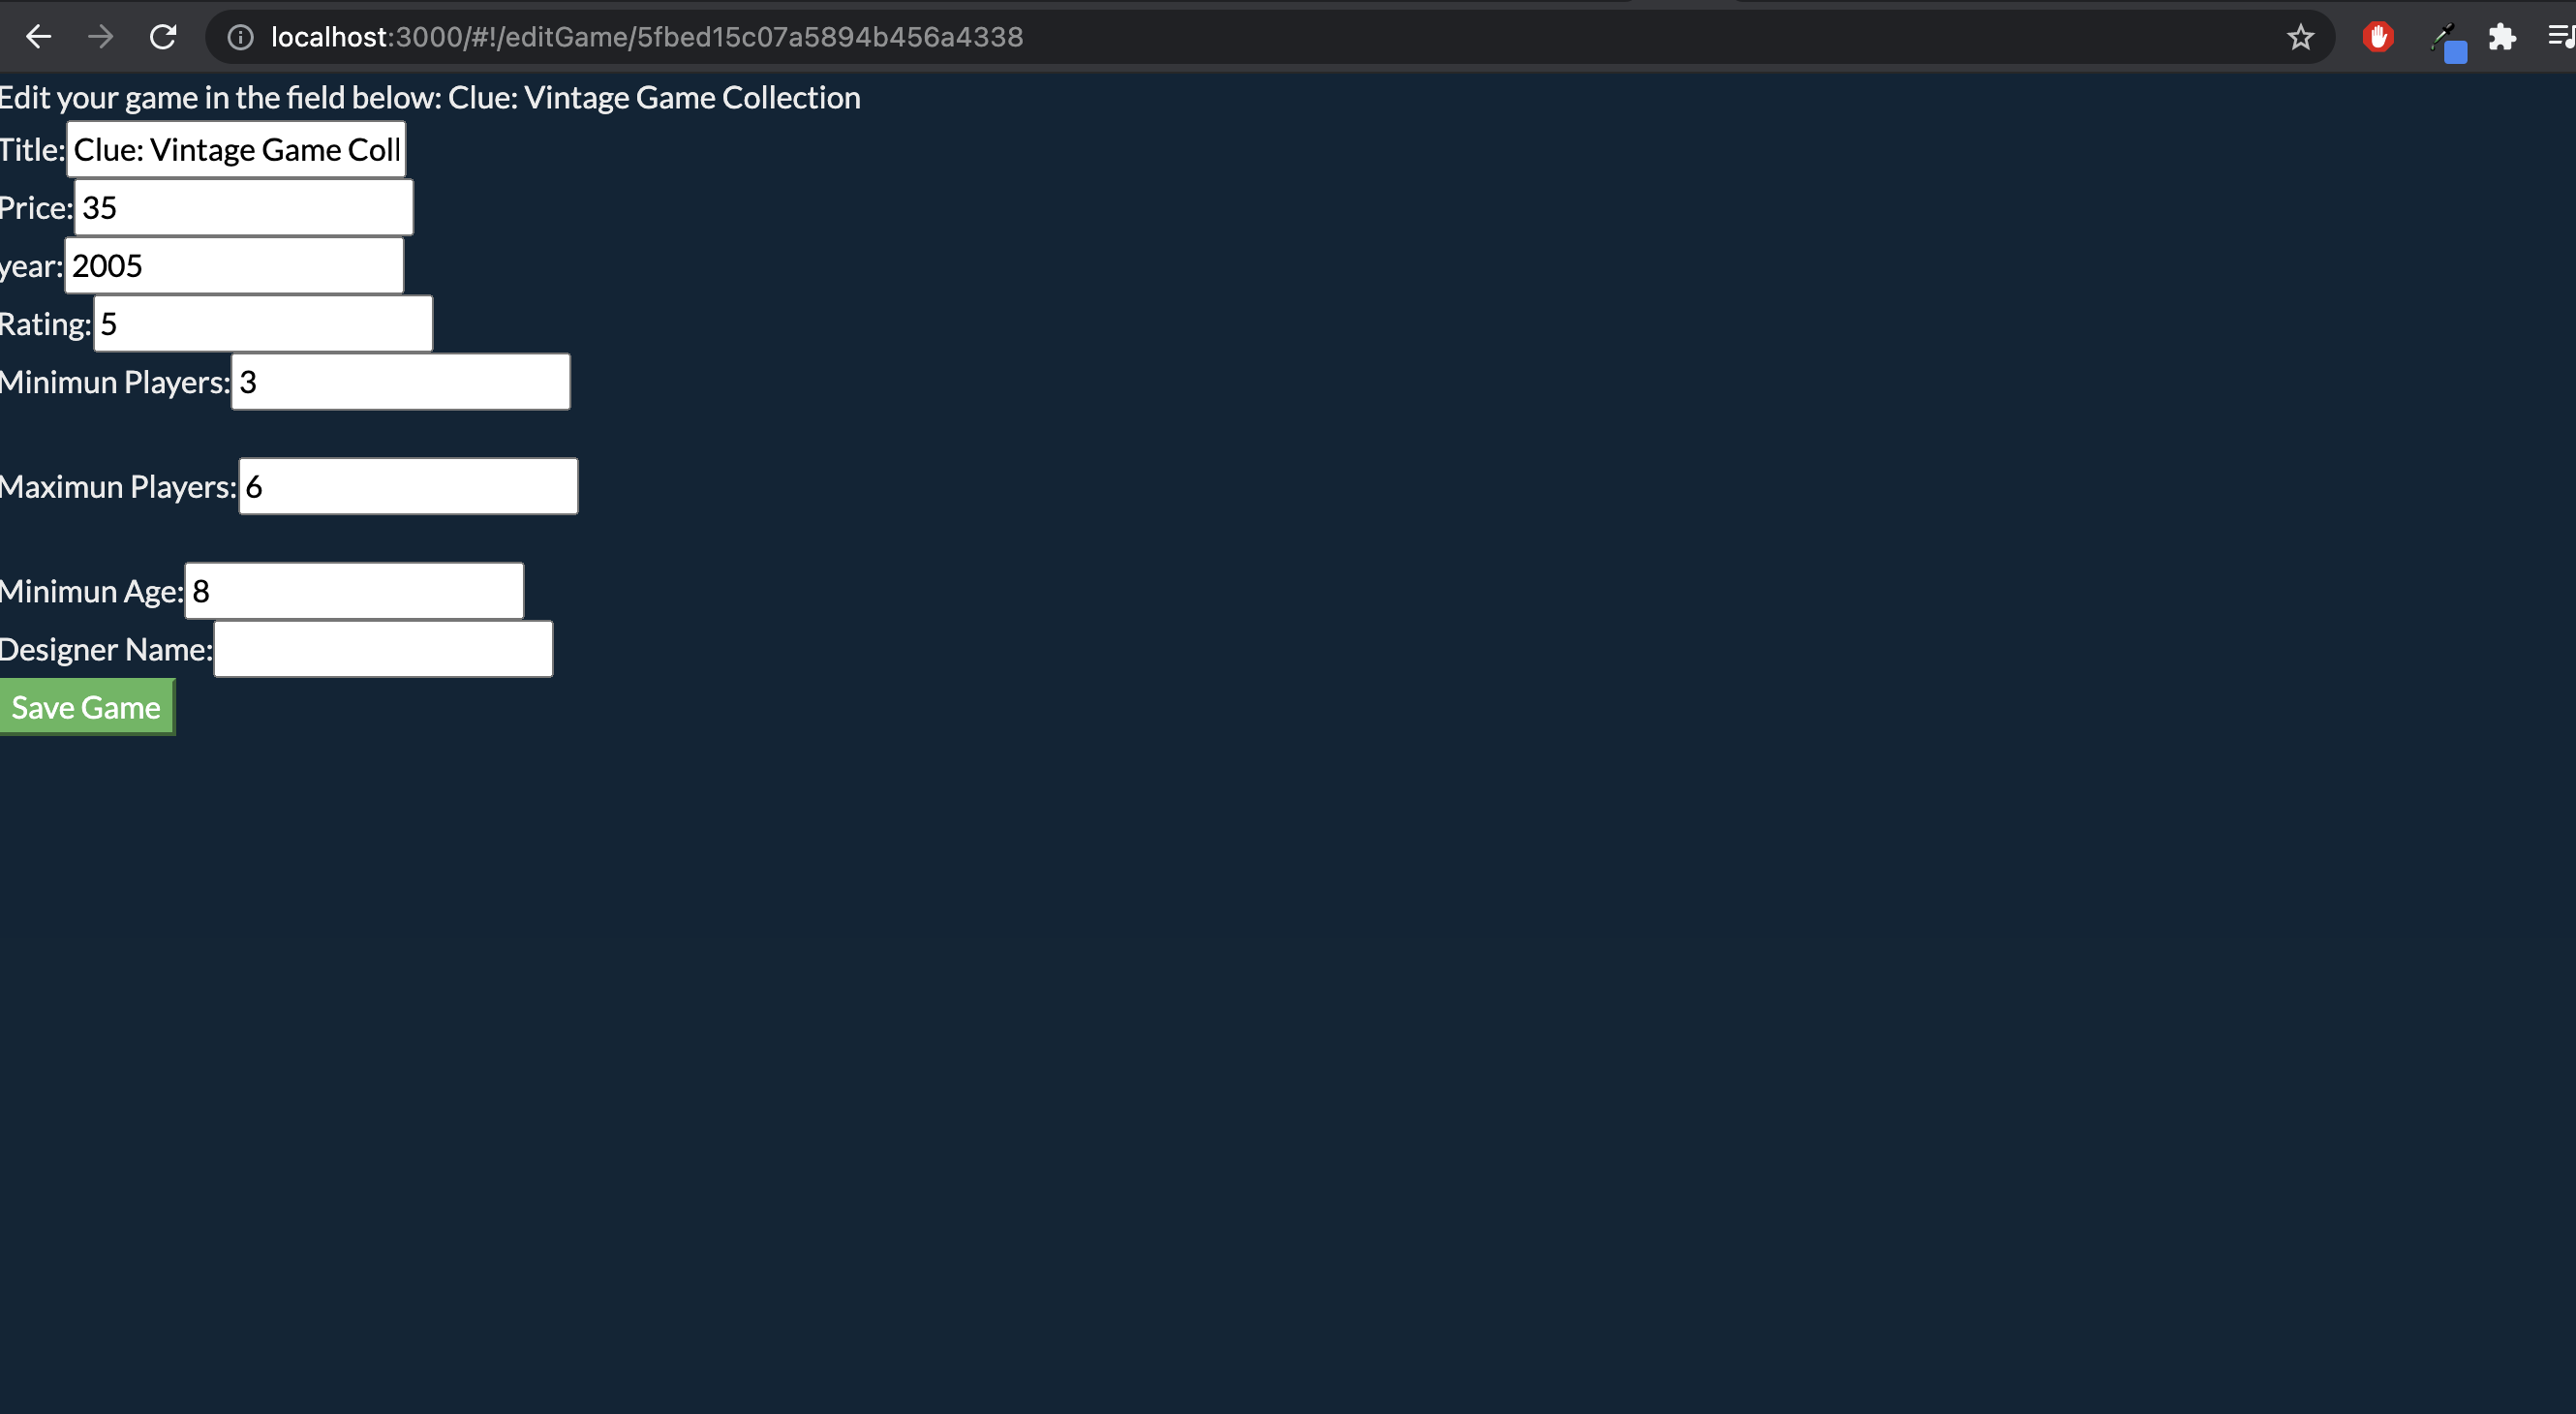 localhost:3000/#!/editGame/5fbed15c07a5894b456a4338
Edit your game in the field below: Clue: Vintage Game Collection
Title: Clue: Vintage Game Coll
Price: 35
year: 2005
Rating: 5
Minimun Players: 3
Maximun Players: 6
Minimun Age: 8
Designer Name:
Save Game